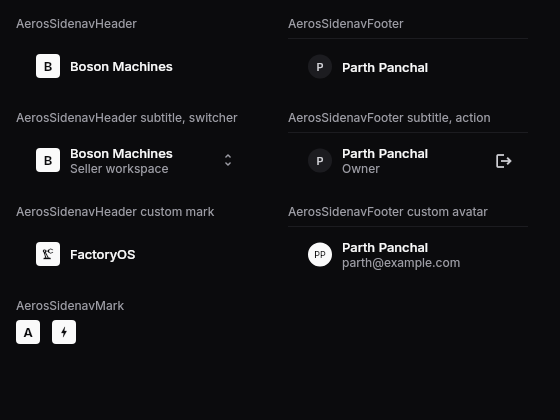 AerosSidenavHeader
B
Boson Machines
AerosSidenavHeader subtitle, switcher
B
Boson Machines
Seller workspace
AerosSidenavHeader custom mark
FactoryOS
AerosSidenavMark
A
AerosSidenavFooter
P
Parth Panchal
AerosSidenavFooter subtitle, action
P
Parth Panchal
Owner
AerosSidenavFooter custom avatar
PP
Parth Panchal
parth@example.com